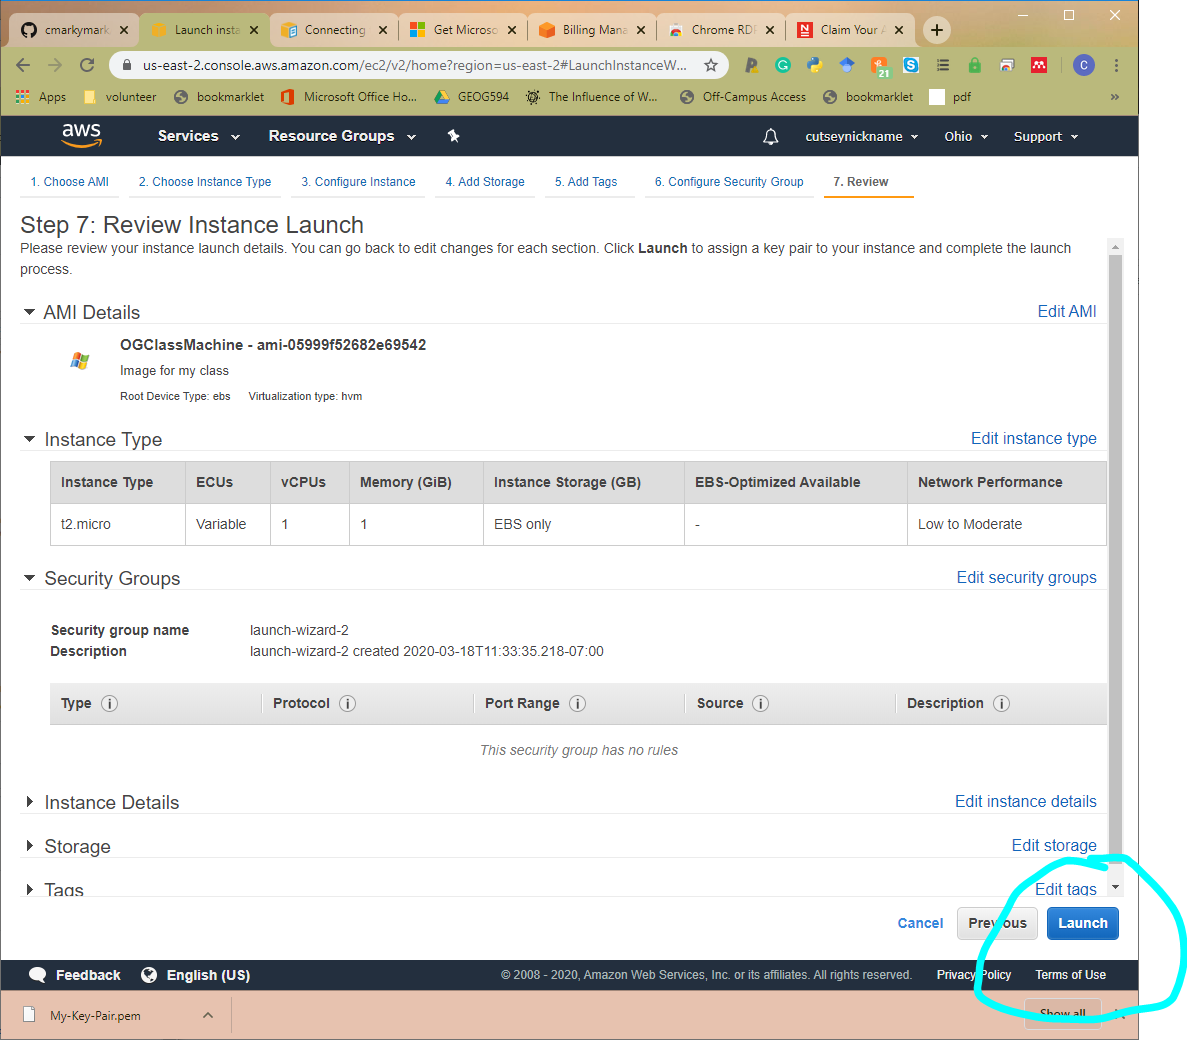 cmarkymark
Launch insta
Connecting
Get Microso
Billing Mana
Chrome RDP
Claim Your A
us-east-2.console.aws.amazon.com/ec2/v2/home?region=us-east-2#LaunchInstanceW...
21
C
Apps volunteer bookmarklet Microsoft Office Ho... GEOG594 The Influence of W... Off-Campus Access bookmarklet pdf »
aws Services Resource Groups cutseynickname Ohio Support
1. Choose AMI 2. Choose Instance Type 3. Configure Instance 4. Add Storage 5. Add Tags 6. Configure Security Group 7. Review
Step 7: Review Instance Launch
Please review your instance launch details. You can go back to edit changes for each section. Click Launch to assign a key pair to your instance and complete the launch
process.
AMI Details Edit AMI
OGClassMachine - ami-05999f52682e69542
Image for my class
Root Device Type: ebs Virtualization type: hvm
Instance Type Edit instance type
Instance Type ECUs vCPUs Memory (GiB) Instance Storage (GB) EBS-Optimized Available Network Performance
t2.micro Variable 1 1 EBS only - Low to Moderate
Security Groups Edit security groups
Security group name launch-wizard-2
Description launch-wizard-2 created 2020-03-18T11:33:35.218-07:00
Type i Protocol i Port Range i Source i Description i
This security group has no rules
Instance Details Edit instance details
Storage Edit storage
Tags Edit tags
Cancel Previous Launch
Feedback English (US) © 2008 - 2020, Amazon Web Services, Inc. or its affiliates. All rights reserved. Privacy Policy Terms of Use
My-Key-Pair.pem Show all